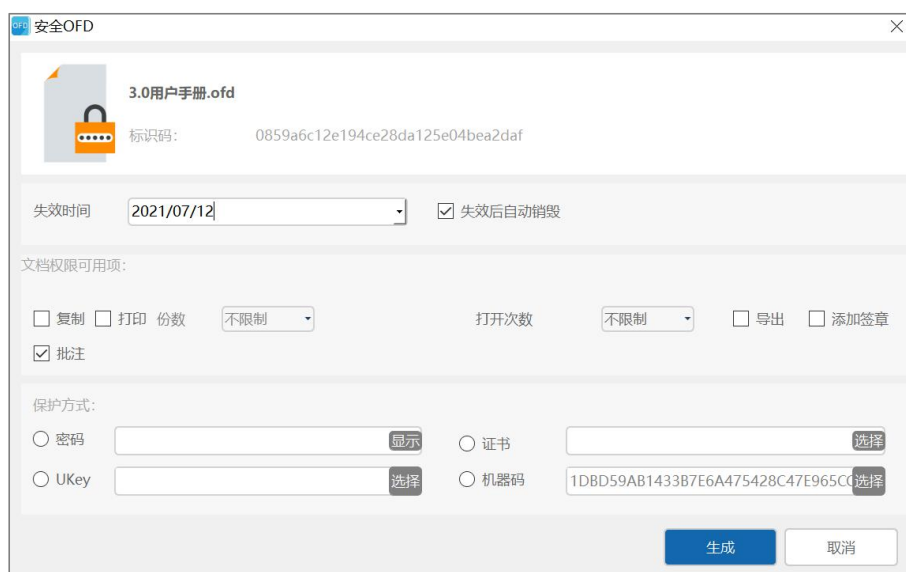 OFD 安全OFD
3.0用户手册.ofd
标识码： 0859a6c12e194ce28da125e04bea2daf
失效时间 2021/07/12 失效后自动销毁
文档权限可用项：
复制 打印 份数 不限制 打开次数 不限制 导出 添加签章
批注
保护方式：
密码 显示 证书 选择
UKey 选择 机器码 1DBD59AB1433B7E6A475428C47E965CC 选择
生成 取消